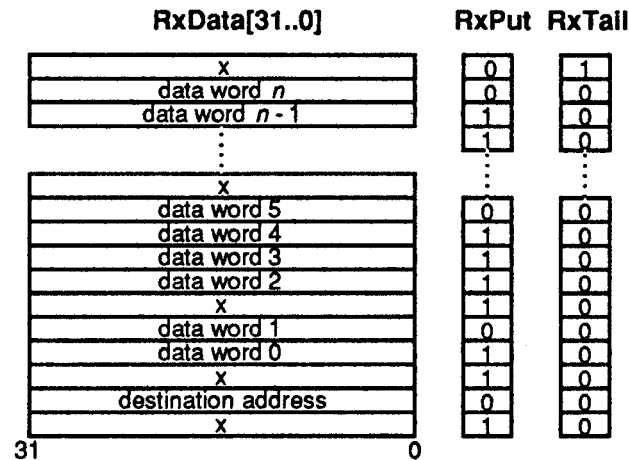 RxData[31..0] RxPut RxTail
x 0 1
data word n 0 0
data word n - 1 1 0
1 0
x
data word 5 0 0
data word 4 1 0
data word 3 1 0
data word 2 1 0
x 1 0
data word 1 0 0
data word 0 1 0
x 1 0
destination address 0 0
x 1 0
31 0